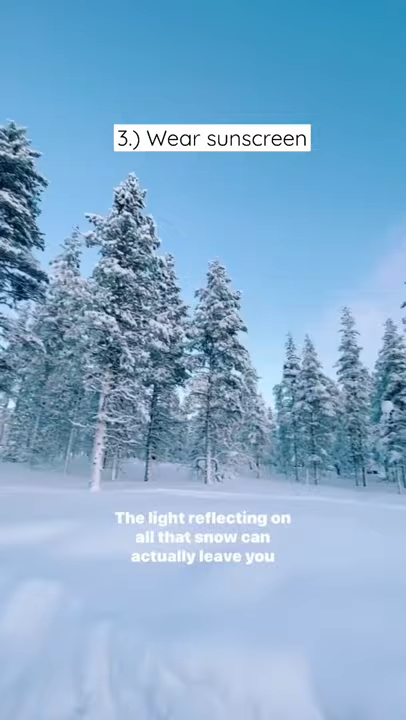 3.) Wear sunscreen
The light reflecting on
all that snow can
actually leave you